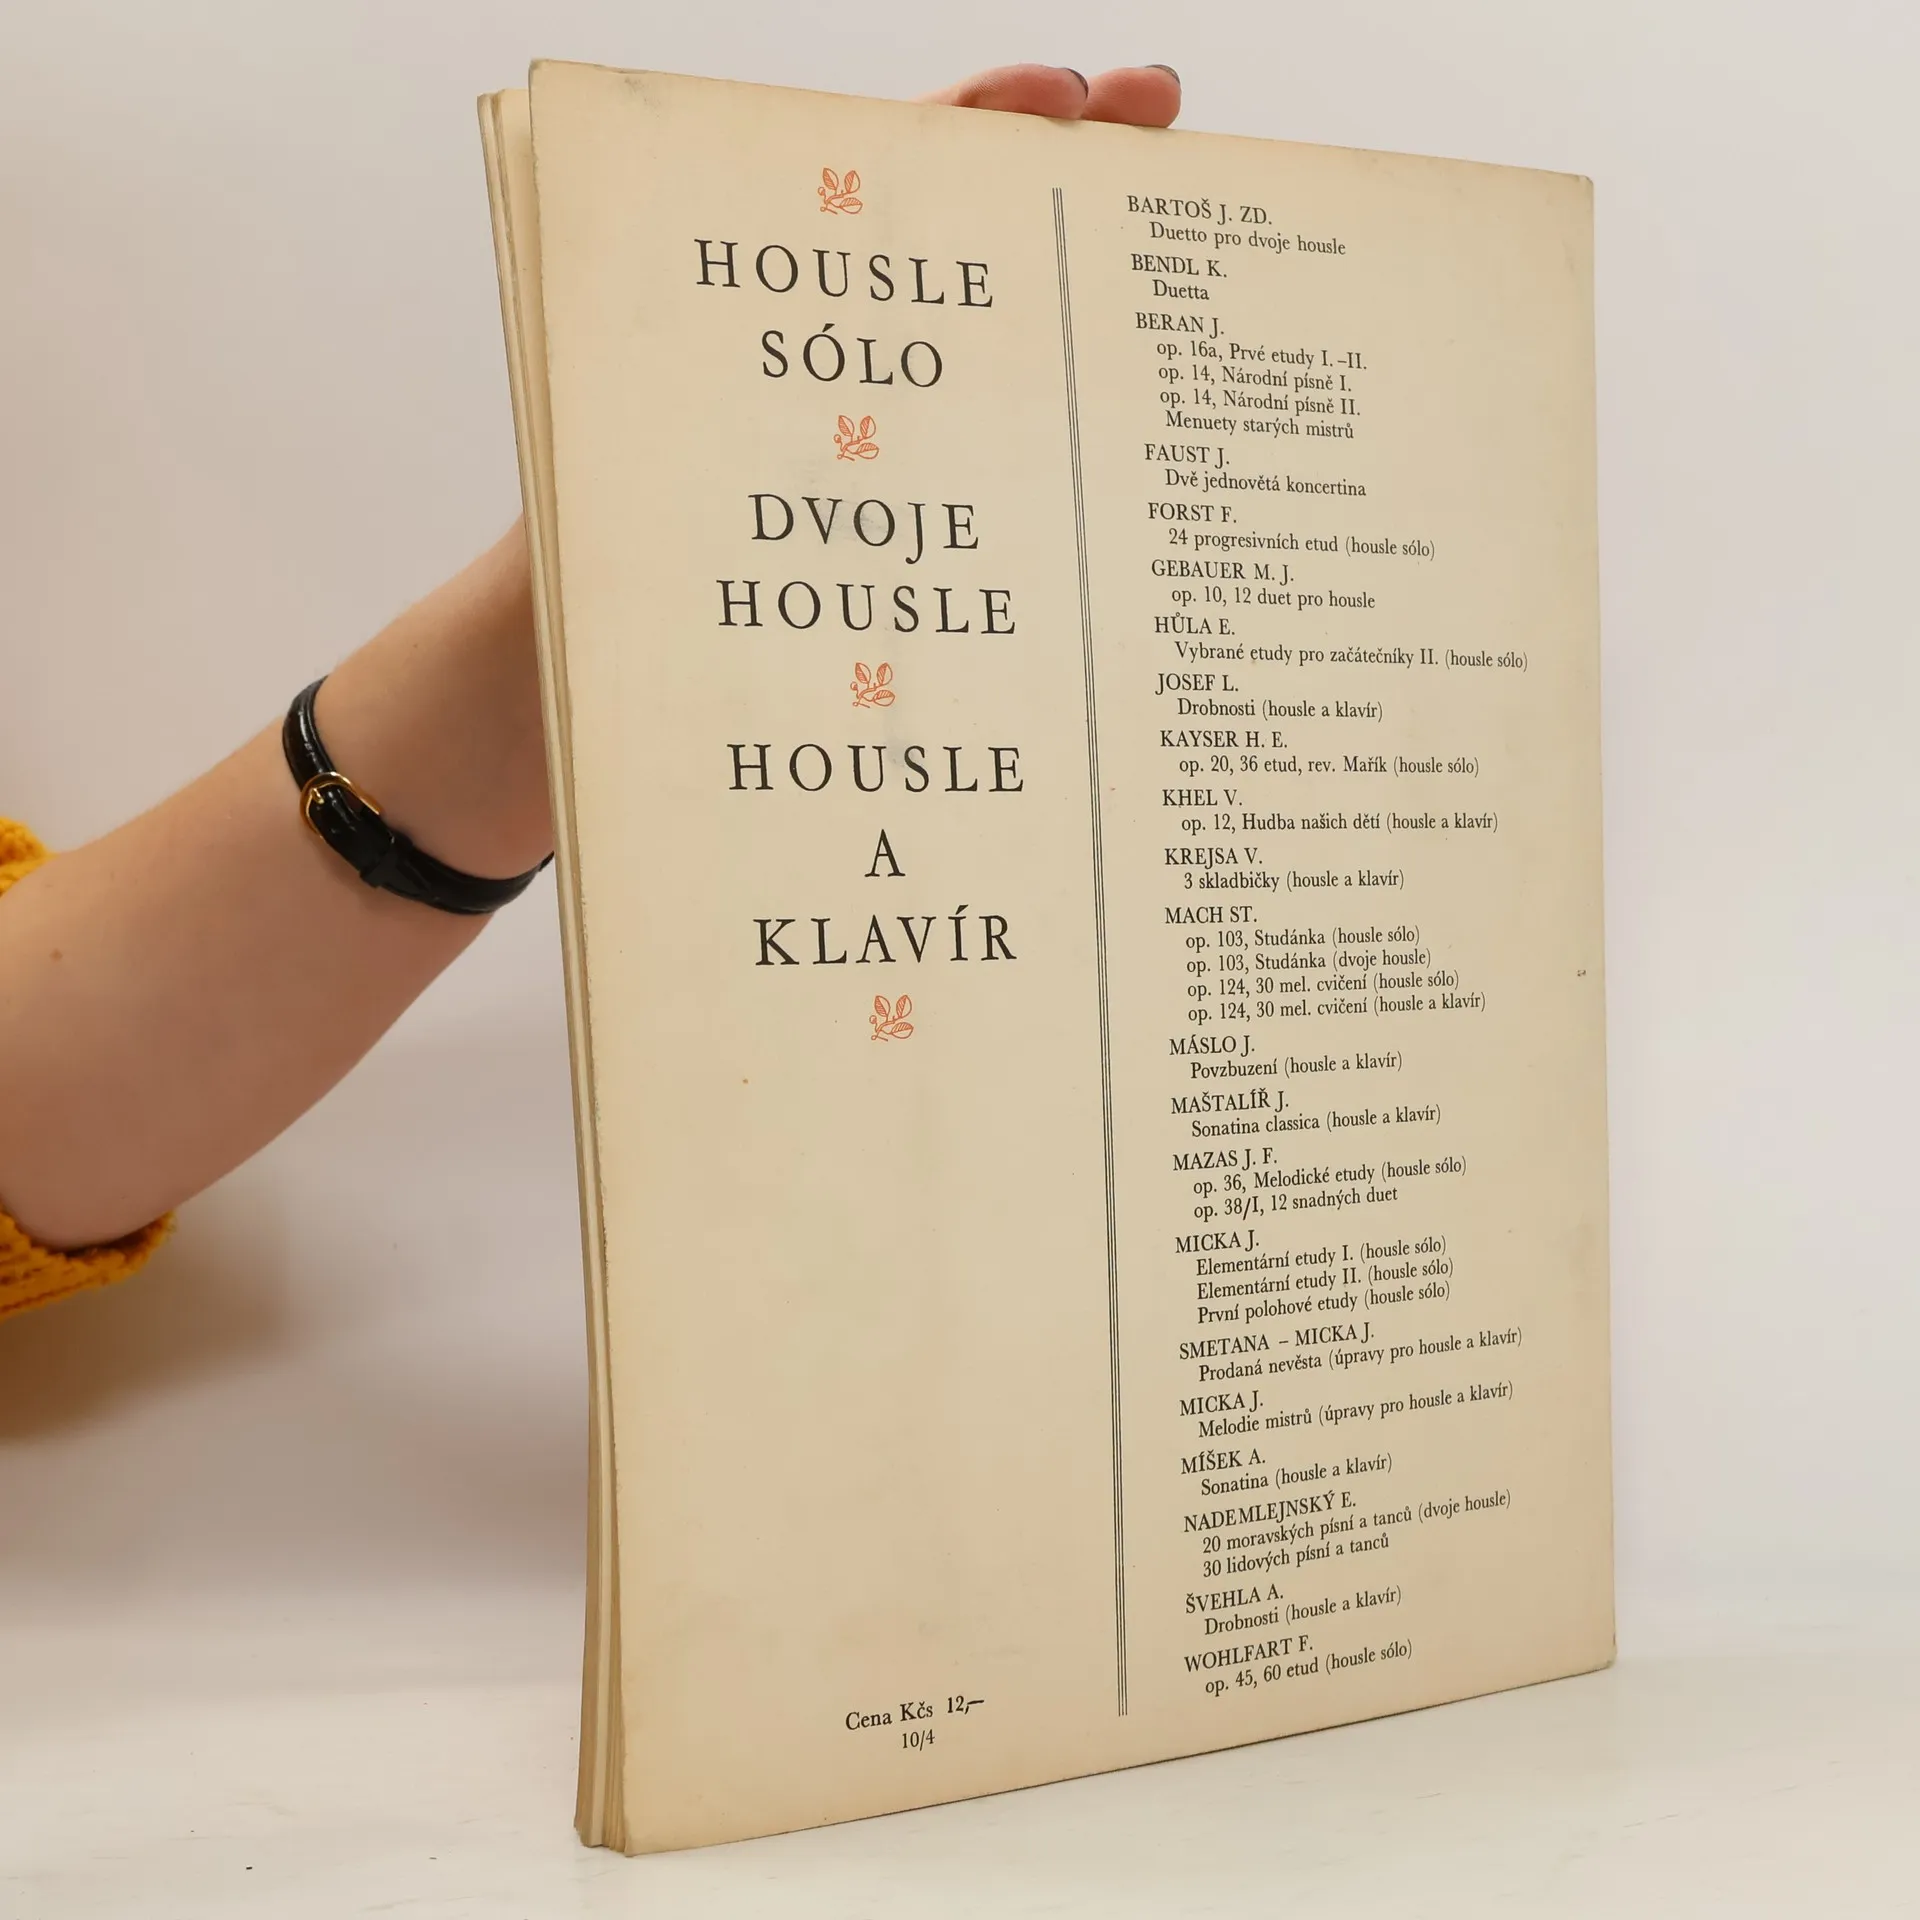 HOUSLE
SÓLO
DVOJE
HOUSLE
HOUSLE
A
KLAVÍR
Cena Kčs 12,—
10/4
BARTOŠ J. ZD.
Duetto pro dvoje housle
BENDL K.
Duetta
BERAN J.
op. 16a, Prvé etudy I.–II.
op. 14, Národní písně I.
op. 14, Národní písně II.
Menuety starých mistrů
FAUST J.
Dvě jednovětá koncertina
FORST F.
24 progresivních etud (housle sólo)
GEBAUER M. J.
op. 10, 12 duet pro housle
HŮLA E.
Vybrané etudy pro začátečníky II. (housle sólo)
JOSEF L.
Drobnosti (housle a klavír)
KAYSER H. E.
op. 20, 36 etud, rev. Mařík (housle sólo)
KHEL V.
op. 12, Hudba našich dětí (housle a klavír)
KREJSA V.
3 skladbičky (housle a klavír)
MACH ST.
op. 103, Studánka (housle sólo)
op. 103, Studánka (dvoje housle)
op. 124, 30 mel. cvičení (housle sólo)
op. 124, 30 mel. cvičení (housle a klavír)
MÁSLO J.
Povzbuzení (housle a klavír)
MAŠTALÍŘ J.
Sonatina classica (housle a klavír)
MAZAS J. F.
op. 36, Melodické etudy (housle sólo)
op. 38/I, 12 snadných duet
MICKA J.
Elementární etudy I. (housle sólo)
Elementární etudy II. (housle sólo)
První polohové etudy (housle sólo)
SMETANA – MICKA J.
Prodaná nevěsta (úpravy pro housle a klavír)
MICKA J.
Melodie mistrů (úpravy pro housle a klavír)
MÍŠEK A.
Sonatina (housle a klavír)
NADEMLEJNSKÝ E.
20 moravských písní a tanců (dvoje housle)
30 lidových písní a tanců
ŠVEHLA A.
Drobnosti (housle a klavír)
WOHLFART F.
op. 45, 60 etud (housle sólo)